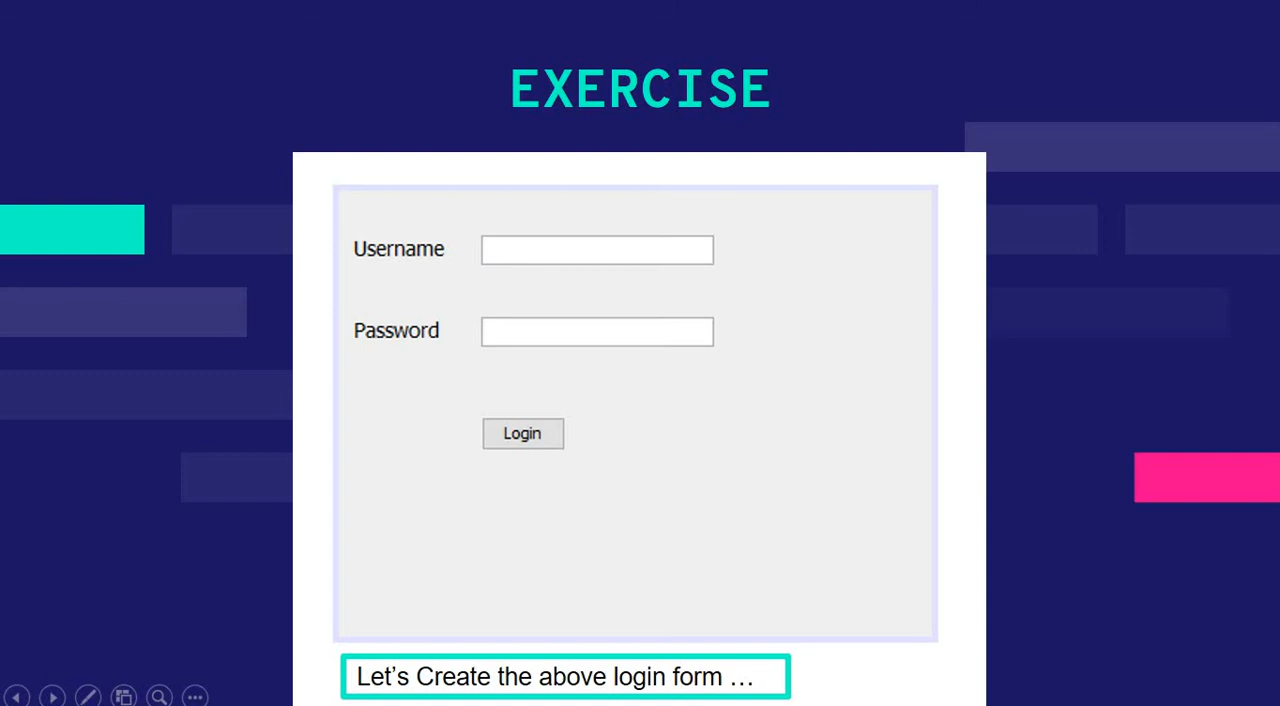 EXERCISE
Username
Password
Login
Let’s Create the above login form …